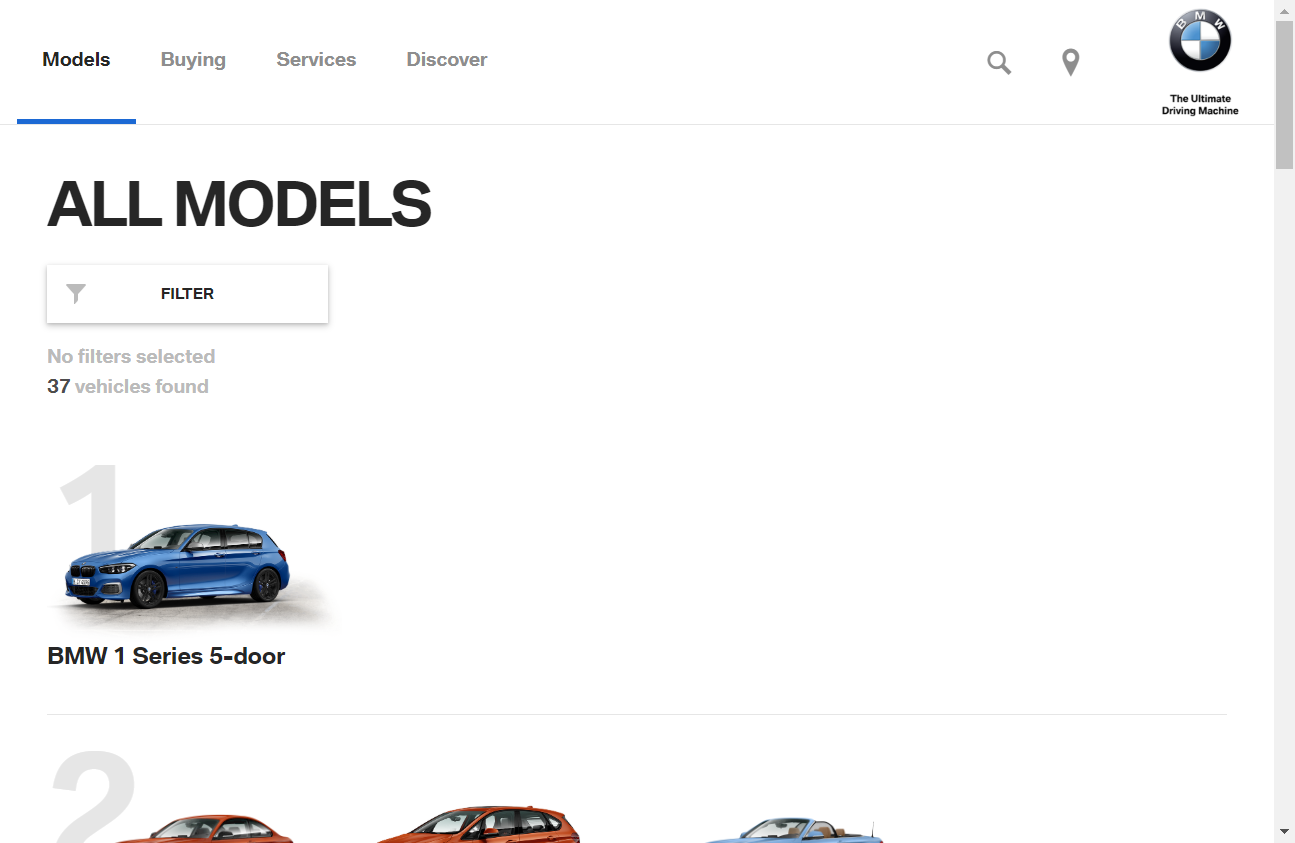 Models Buying Services Discover
BMW
The Ultimate
Driving Machine
ALL MODELS
FILTER
No filters selected
37 vehicles found
1
BMW 1 Series 5-door
2